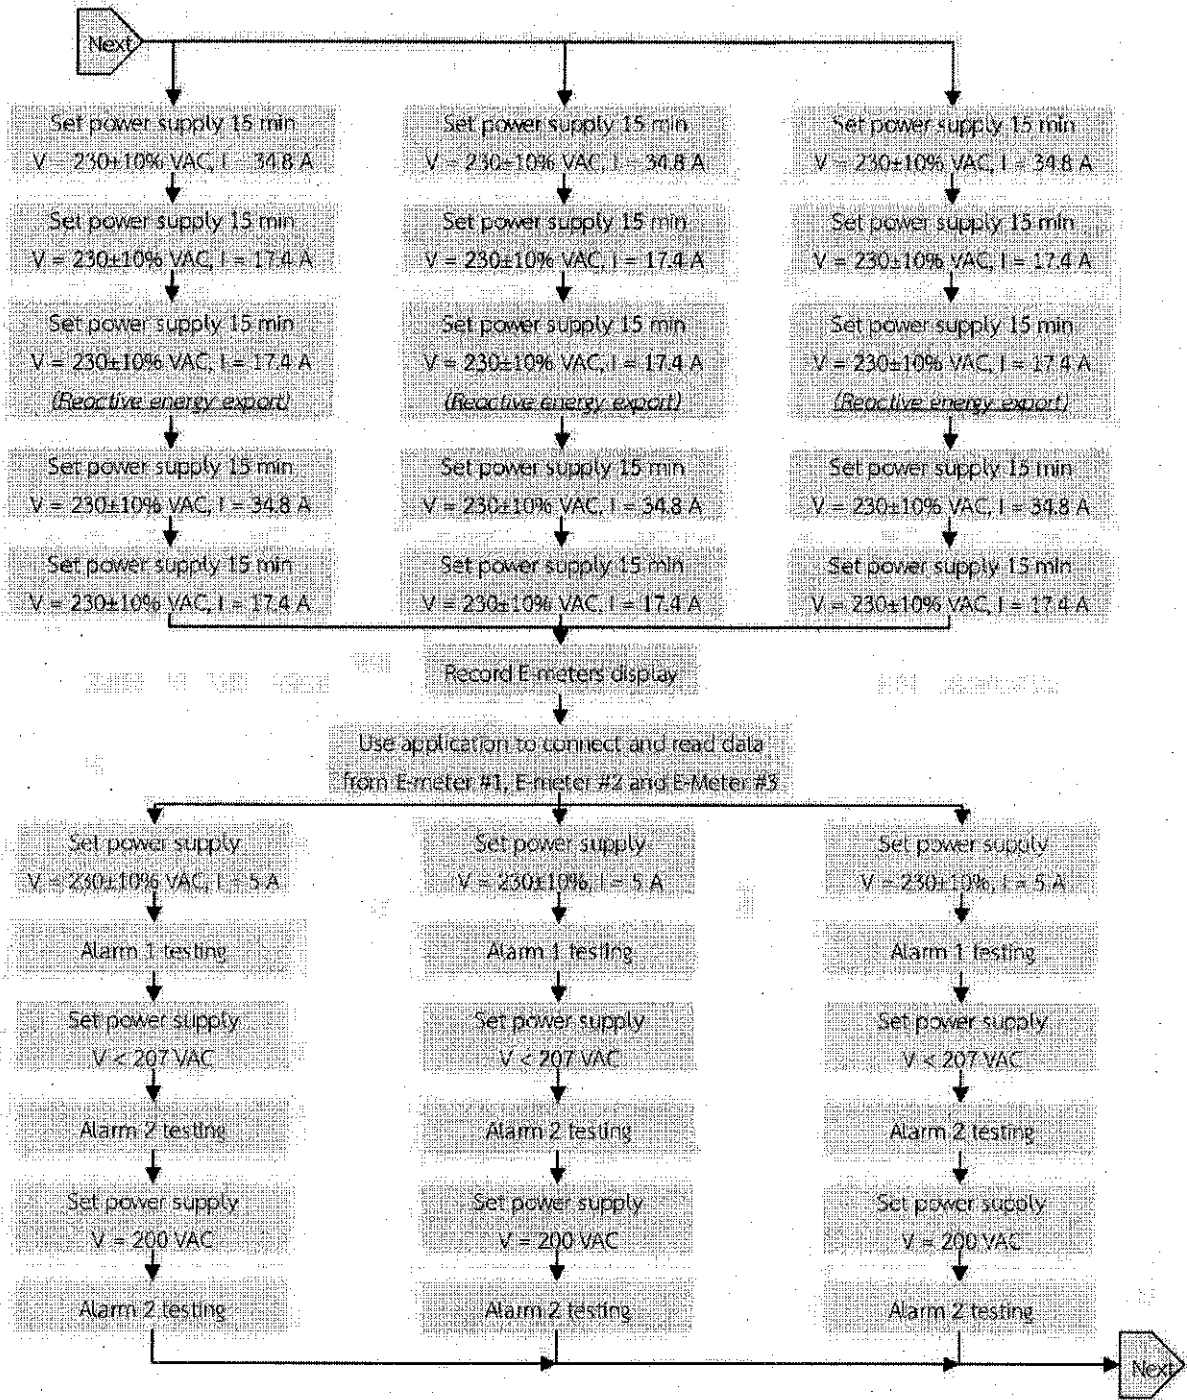 Next
Set power supply 15 min
V = 230±10% VAC, I = 34.8 A
Set power supply 15 min
V = 230±10% VAC, I = 17.4 A
Set power supply 15 min
V = 230±10% VAC, I = 17.4 A
(Reactive energy export)
Set power supply 15 min
V = 230±10% VAC, I = 34.8 A
Set power supply 15 min
V = 230±10% VAC, I = 17.4 A
Set power supply 15 min
V = 230±10% VAC, I = 34.8 A
Set power supply 15 min
V = 230±10% VAC, I = 17.4 A
Set power supply 15 min
V = 230±10% VAC, I = 17.4 A
(Reactive energy export)
Set power supply 15 min
V = 230±10% VAC, I = 34.8 A
Set power supply 15 min
V = 230±10% VAC, I = 17.4 A
Set power supply 15 min
V = 230±10% VAC, I = 34.8 A
Set power supply 15 min
V = 230±10% VAC, I = 17.4 A
Set power supply 15 min
V = 230±10% VAC, I = 17.4 A
(Reactive energy export)
Set power supply 15 min
V = 230±10% VAC, I = 34.8 A
Set power supply 15 min
V = 230±10% VAC, I = 17.4 A
Record E-meters display
Use application to connect and read data
from E-meter #1, E-meter #2 and E-Meter #3
Set power supply
V = 230±10% VAC, I = 5 A
Alarm 1 testing
Set power supply
V < 207 VAC
Alarm 2 testing
Set power supply
V = 200 VAC
Alarm 2 testing
Set power supply
V = 230±10%, I = 5 A
Alarm 1 testing
Set power supply
V < 207 VAC
Alarm 2 testing
Set power supply
V = 200 VAC
Alarm 2 testing
Set power supply
V = 230±10%, I = 5 A
Alarm 1 testing
Set power supply
V < 207 VAC
Alarm 2 testing
Set power supply
V = 200 VAC
Alarm 2 testing
Next